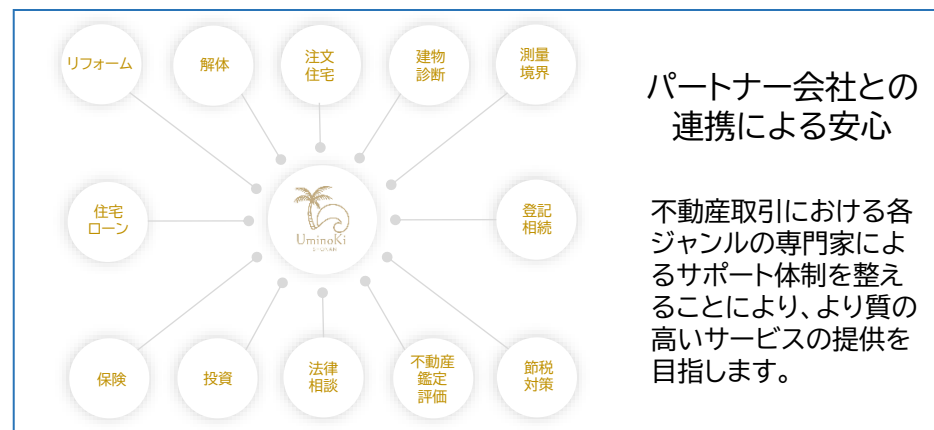 リフォーム
解体
注文
住宅
建物
診断
測量
境界
住宅
ローン
UminoKi
登記
相続
保険
投資
法律
相談
不動産
鑑定
評価
節税
対策
パートナー会社との
連携による安心
不動産取引における各
ジャンルの専門家によ
るサポート体制を整え
ることにより、より質の
高いサービスの提供を
目指します。